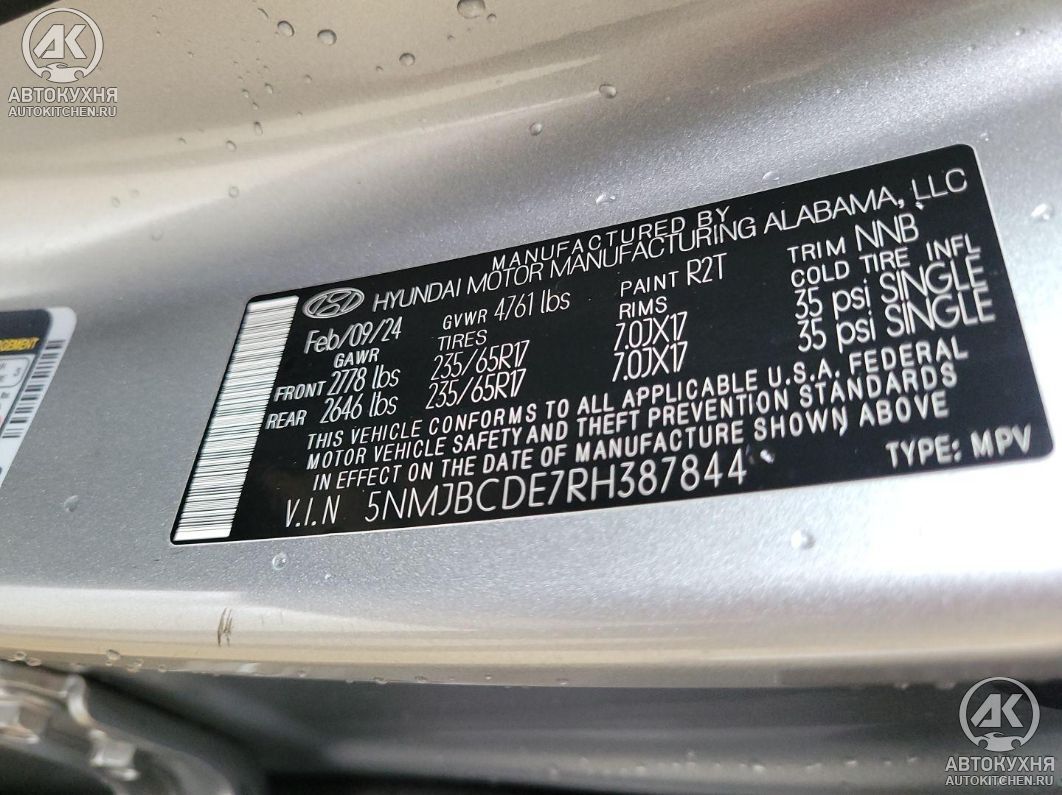 АК
АВТОКУХНЯ
AUTOKITCHEN.RU
MANUFACTURED BY
HYUNDAI MOTOR MANUFACTURING ALABAMA, LLC
Feb/09/24 GVWR 4761 lbs PAINT R2T TRIM NNB
GAWR TIRES RIMS COLD TIRE INFL
FRONT 2778 lbs 235/65R17 7.0JX17 35 psi SINGLE
REAR 2646 lbs 235/65R17 7.0JX17 35 psi SINGLE
THIS VEHICLE CONFORMS TO ALL APPLICABLE U.S.A. FEDERAL
MOTOR VEHICLE SAFETY AND THEFT PREVENTION STANDARDS
IN EFFECT ON THE DATE OF MANUFACTURE SHOWN ABOVE
V.I.N 5NMJBCDE7RH387844 TYPE: MPV
АК
АВТОКУХНЯ
AUTOKITCHEN.RU